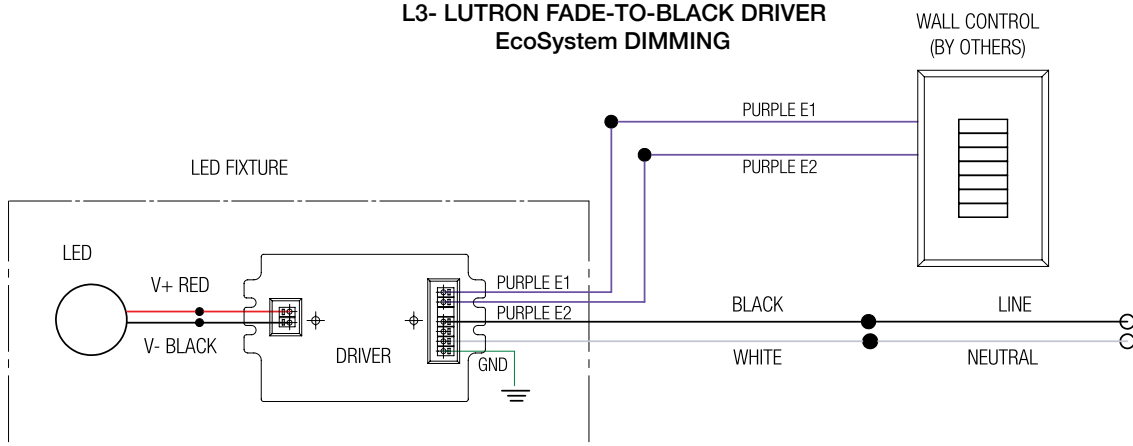 L3- LUTRON FADE-TO-BLACK DRIVER
EcoSystem DIMMING
WALL CONTROL
(BY OTHERS)
PURPLE E1
PURPLE E2
LED FIXTURE
LED
V+ RED
V- BLACK
DRIVER
PURPLE E1
PURPLE E2
GND
BLACK
LINE
WHITE
NEUTRAL